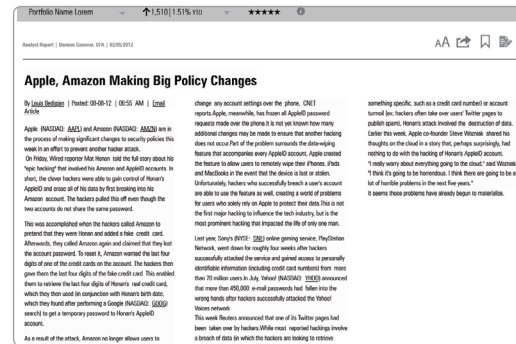 Portfolio Name Lorem
1,510 | 1.51% YTD
★★★★★
Analyst Report | Damien Conover, CFA | 03/05/2012
AA
Apple, Amazon Making Big Policy Changes
By Louis Bedigian | Posted: 08-08-12 | 06:55 AM | Email
Article
Apple (NASDAQ: AAPL) and Amazon (NASDAQ: AMZN) are in
the process of making significant changes to security policies this
week in an effort to prevent another hacker attack.
On Friday, Wired reporter Mat Honan told the full story about his
"epic hacking" that involved his Amazon and AppleID accounts. In
short, the clever hackers were able to gain control of Honan's
AppleID and erase all of his data by first breaking into his
Amazon account. The hackers pulled this off even though the
two accounts do not share the same password.
This was accomplished when the hackers called Amazon to
pretend that they were Honan and added a fake credit card.
Afterwards, they called Amazon again and claimed that they lost
the account password. To reset it, Amazon wanted the last four
digits of one of the credit cards on the account. The hackers then
gave them the last four digits of the fake credit card. This enabled
them to retrieve the last four digits of Honan's real credit card,
which they then used (in conjunction with Honan's birth date,
which they found after performing a Google (NASDAQ: GOOG)
search) to get a temporary password to Honan's AppleID
account.
As a result of the attack, Amazon no longer allows users to
change any account settings over the phone, CNET
reports.Apple, meanwhile, has frozen all AppleID password
requests made over the phone.It is not yet known how many
additional changes may be made to ensure that another hacking
does not occur.Part of the problem surrounds the data-wiping
feature that accompanies every AppleID account. Apple created
the feature to allow users to remotely wipe their iPhones, iPads
and MacBooks in the event that the device is lost or stolen.
Unfortunately, hackers who successfully breach a user's account
are able to use the feature as well, creating a world of problems
for users who solely rely on Apple to protect their data.This is not
the first major hacking to influence the tech industry, but is the
most prominent hacking that impacted the life of only one man.
Last year, Sony's (NYSE: SNE) online gaming service, PlayStation
Network, went down for roughly four weeks after hackers
successfully attacked the service and gained access to personally
identifiable information (including credit card numbers) from more
than 70 million users.In July, Yahoo! (NASDAQ: YHOO) announced
that more than 450,000 e-mail passwords had fallen into the
wrong hands after hackers successfully attacked the Yahoo!
Voices network.
This week Reuters announced that one of its Twitter pages had
been taken over by hackers.While most reported hackings involve
a breach of data (in which the hackers are looking to retrieve
something specific, such as a credit card number) or account
turmoil (ex: hackers often take over users' Twitter pages to
publish spam), Honan's attack involved the destruction of data.
Earlier this week, Apple co-founder Steve Wozniak shared his
thoughts on the cloud in a story that, perhaps surprisingly, had
nothing to do with the hacking of Honan's AppleID account.
"I really worry about everything going to the cloud." said Wozniak
"I think it's going to be horrendous. I think there are going to be a
lot of horrible problems in the next five years."
It seems those problems have already begun to materialize.